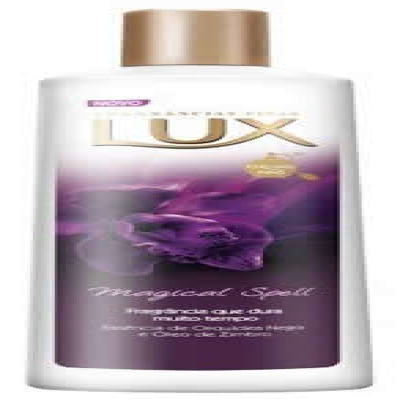 NOVO
LUX
Magical Spell
Fragrância que dura
muito tempo
Essência de Orquídea Negra
e Óleo de Zimbro